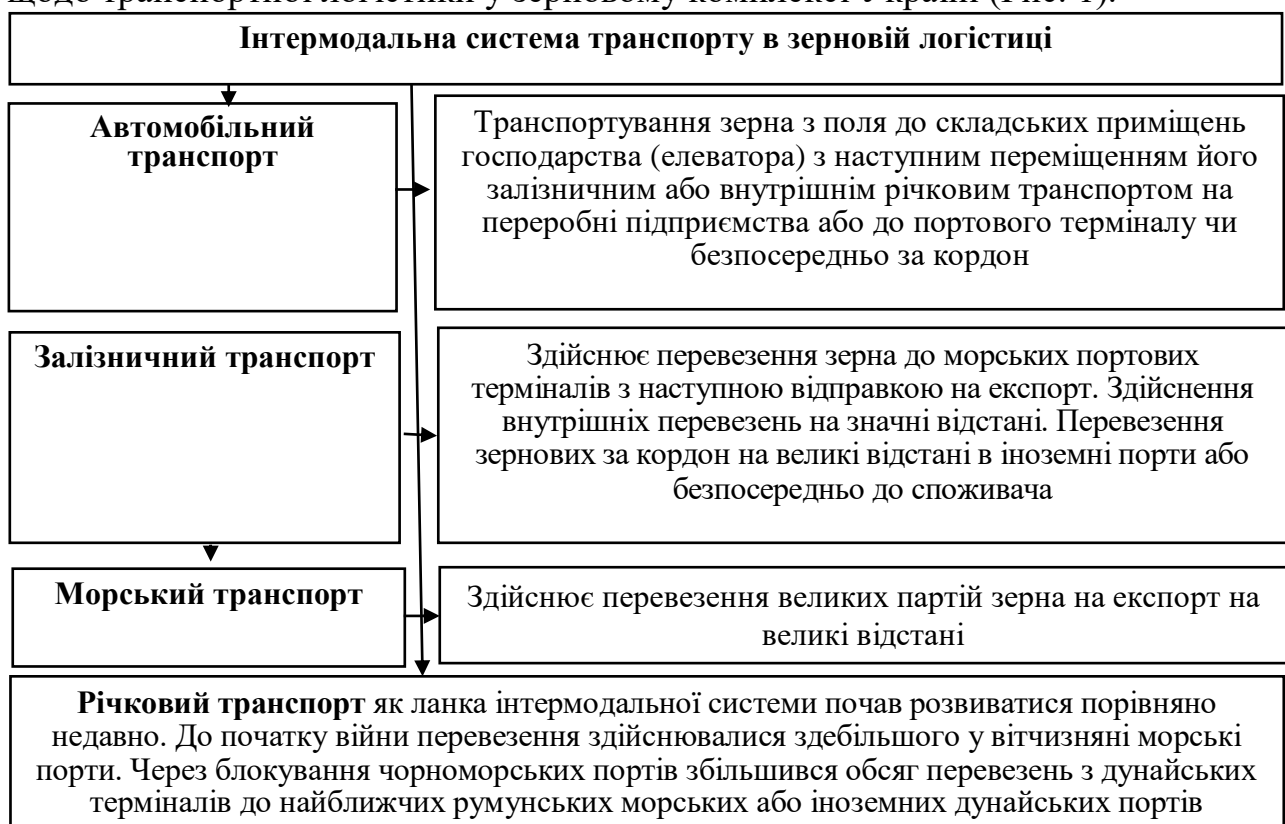 щодо транспортної логістики у зерновому комплексі України (Рис. 1).
Інтермодальна система транспорту в зерновій логістиці
Автомобільний
транспорт
Транспортування зерна з поля до складських приміщень
господарства (елеватора) з наступним переміщенням його
залізничним або внутрішнім річковим транспортом на
переробні підприємства або до портового терміналу чи
безпосередньо за кордон
Залізничний транспорт
Здійснює перевезення зерна до морських портових
терміналів з наступною відправкою на експорт. Здійснення
внутрішніх перевезень на значні відстані. Перевезення
зернових за кордон на великі відстані в іноземні порти або
безпосередньо до споживача
Морський транспорт
Здійснює перевезення великих партій зерна на експорт на
великі відстані
Річковий транспорт як ланка інтермодальної системи почав розвиватися порівняно
недавно. До початку війни перевезення здійснювалися здебільшого у вітчизняні морські
порти. Через блокування чорноморських портів збільшився обсяг перевезень з дунайських
терміналів до найближчих румунських морських або іноземних дунайських портів